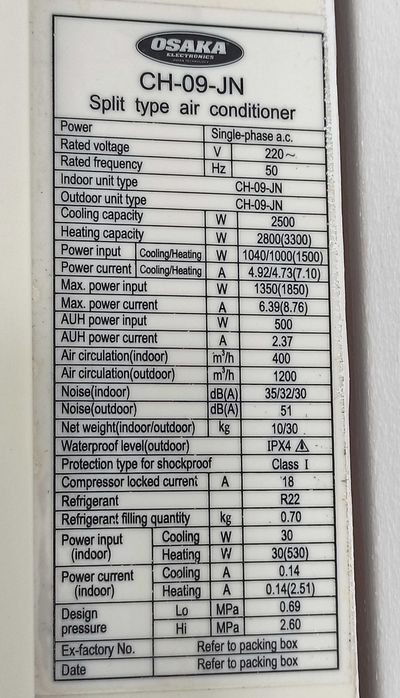 OSAKA
ELECTRONICS
CH-09-JN
Split type air conditioner
Power Single-phase a.c.
Rated voltage V 220～
Rated frequency Hz 50
Indoor unit type CH-09-JN
Outdoor unit type CH-09-JN
Cooling capacity W 2500
Heating capacity W 2800(3300)
Power input Cooling/Heating W 1040/1000(1500)
Power current Cooling/Heating A 4.92/4.73(7.10)
Max. power input W 1350(1850)
Max. power current A 6.39(8.76)
AUH power input W 500
AUH power current A 2.37
Air circulation(indoor) m³/h 400
Air circulation(outdoor) m³/h 1200
Noise(indoor) dB(A) 35/32/30
Noise(outdoor) dB(A) 51
Net weight(indoor/outdoor) kg 10/30
Waterproof level(outdoor) IPX4
Protection type for shockproof Class I
Compressor locked current A 18
Refrigerant R22
Refrigerant filling quantity kg 0.70
Power input (indoor) Cooling W 30
Heating W 30(530)
Power current (indoor) Cooling A 0.14
Heating A 0.14(2.51)
Design pressure Lo MPa 0.69
Hi MPa 2.60
Ex-factory No. Refer to packing box
Date Refer to packing box